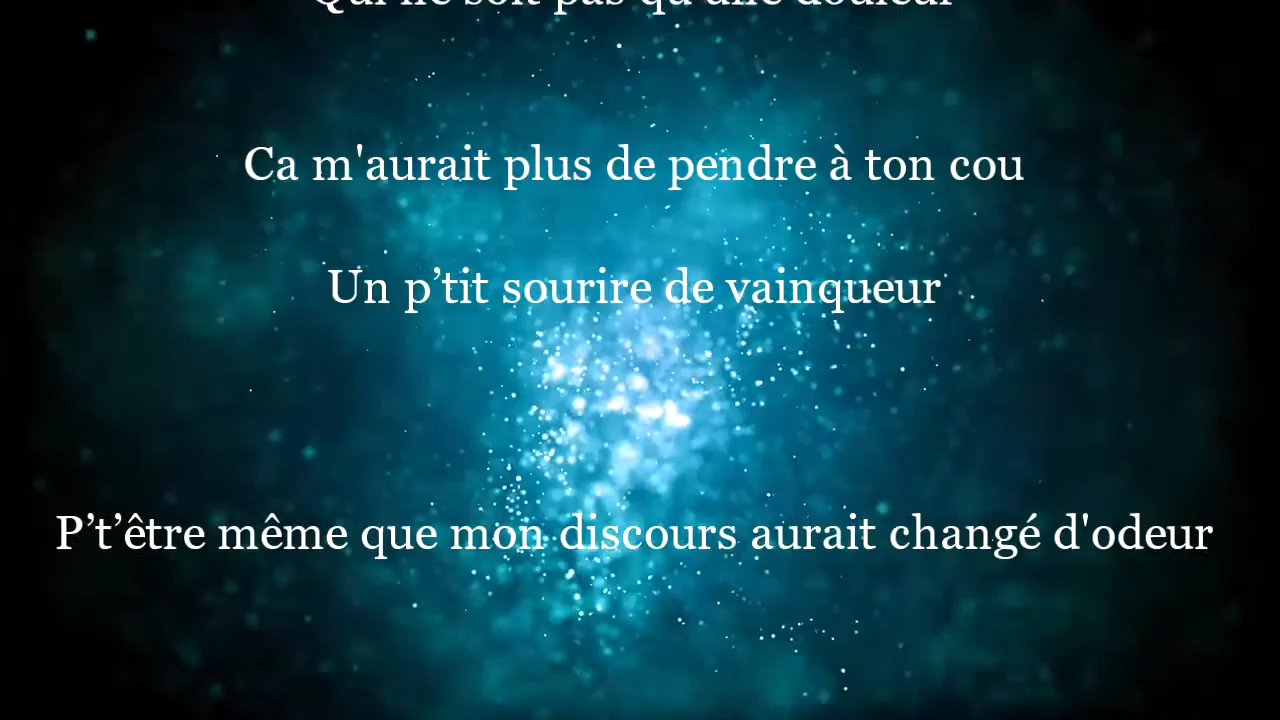 Qui ne soit pas qu'une douleur
Ca m'aurait plus de pendre à ton cou
Un p’tit sourire de vainqueur
P’t’être même que mon discours aurait changé d'odeur